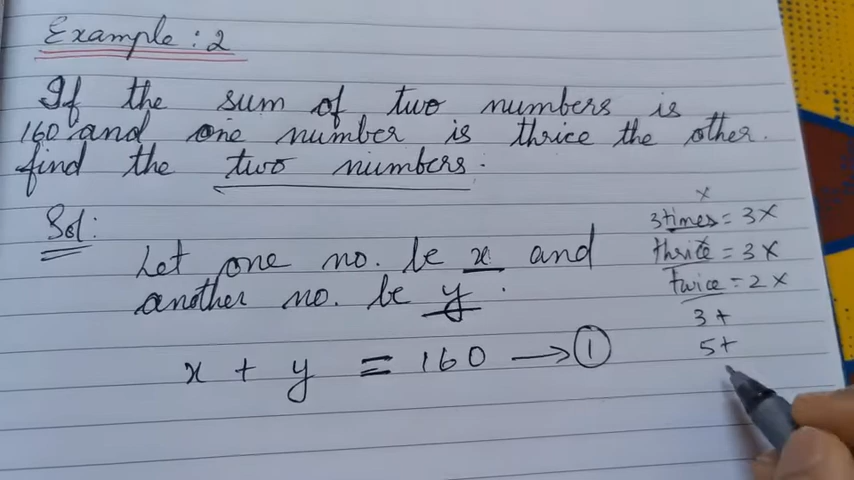 Example : 2
If the sum of two numbers is
160 and one number is thrice the other.
find the two numbers.
Sol:
Let one no. be x and
another no. be y.
x + y = 160 → ①
x
3times = 3x
thrice = 3x
twice = 2x
3+
5+